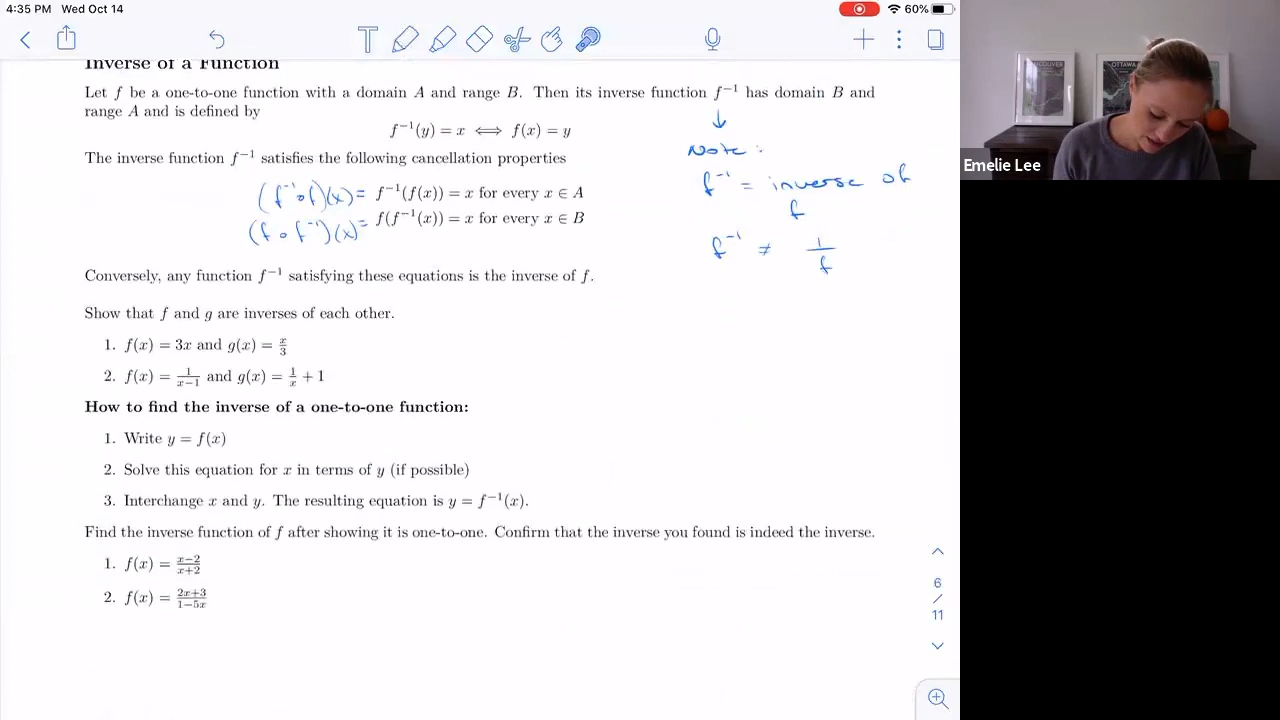 4:35 PM Wed Oct 14
60%
Inverse of a Function
Let f be a one-to-one function with a domain A and range B. Then its inverse function f⁻¹ has domain B and
range A and is defined by
f⁻¹(y) = x ⟺ f(x) = y
The inverse function f⁻¹ satisfies the following cancellation properties
(f⁻¹∘f)(x) = f⁻¹(f(x)) = x for every x ∈ A
(f∘f⁻¹)(x) = f(f⁻¹(x)) = x for every x ∈ B
↓
Note:
f⁻¹ = inverse of
f
f⁻¹ ≠ 1/f
Conversely, any function f⁻¹ satisfying these equations is the inverse of f.
Show that f and g are inverses of each other.
1. f(x) = 3x and g(x) = x/3
2. f(x) = 1/(x−1) and g(x) = 1/x + 1
How to find the inverse of a one-to-one function:
1. Write y = f(x)
2. Solve this equation for x in terms of y (if possible)
3. Interchange x and y. The resulting equation is y = f⁻¹(x).
Find the inverse function of f after showing it is one-to-one. Confirm that the inverse you found is indeed the inverse.
1. f(x) = (x−2)/(x+2)
2. f(x) = (2x+3)/(1−5x)
6
/
11
VANCOUVER
OTTAWA
Emelie Lee